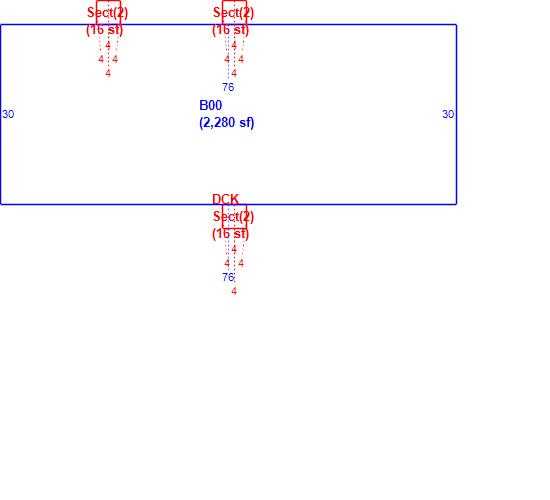 Sect(2) Sect(2)
(16 sf) (16 sf)
4 4
4 4 4 4
4 4
76
B00
30 30
(2,280 sf)
DCK
Sect(2)
(16 sf)
4
4 4
76
4